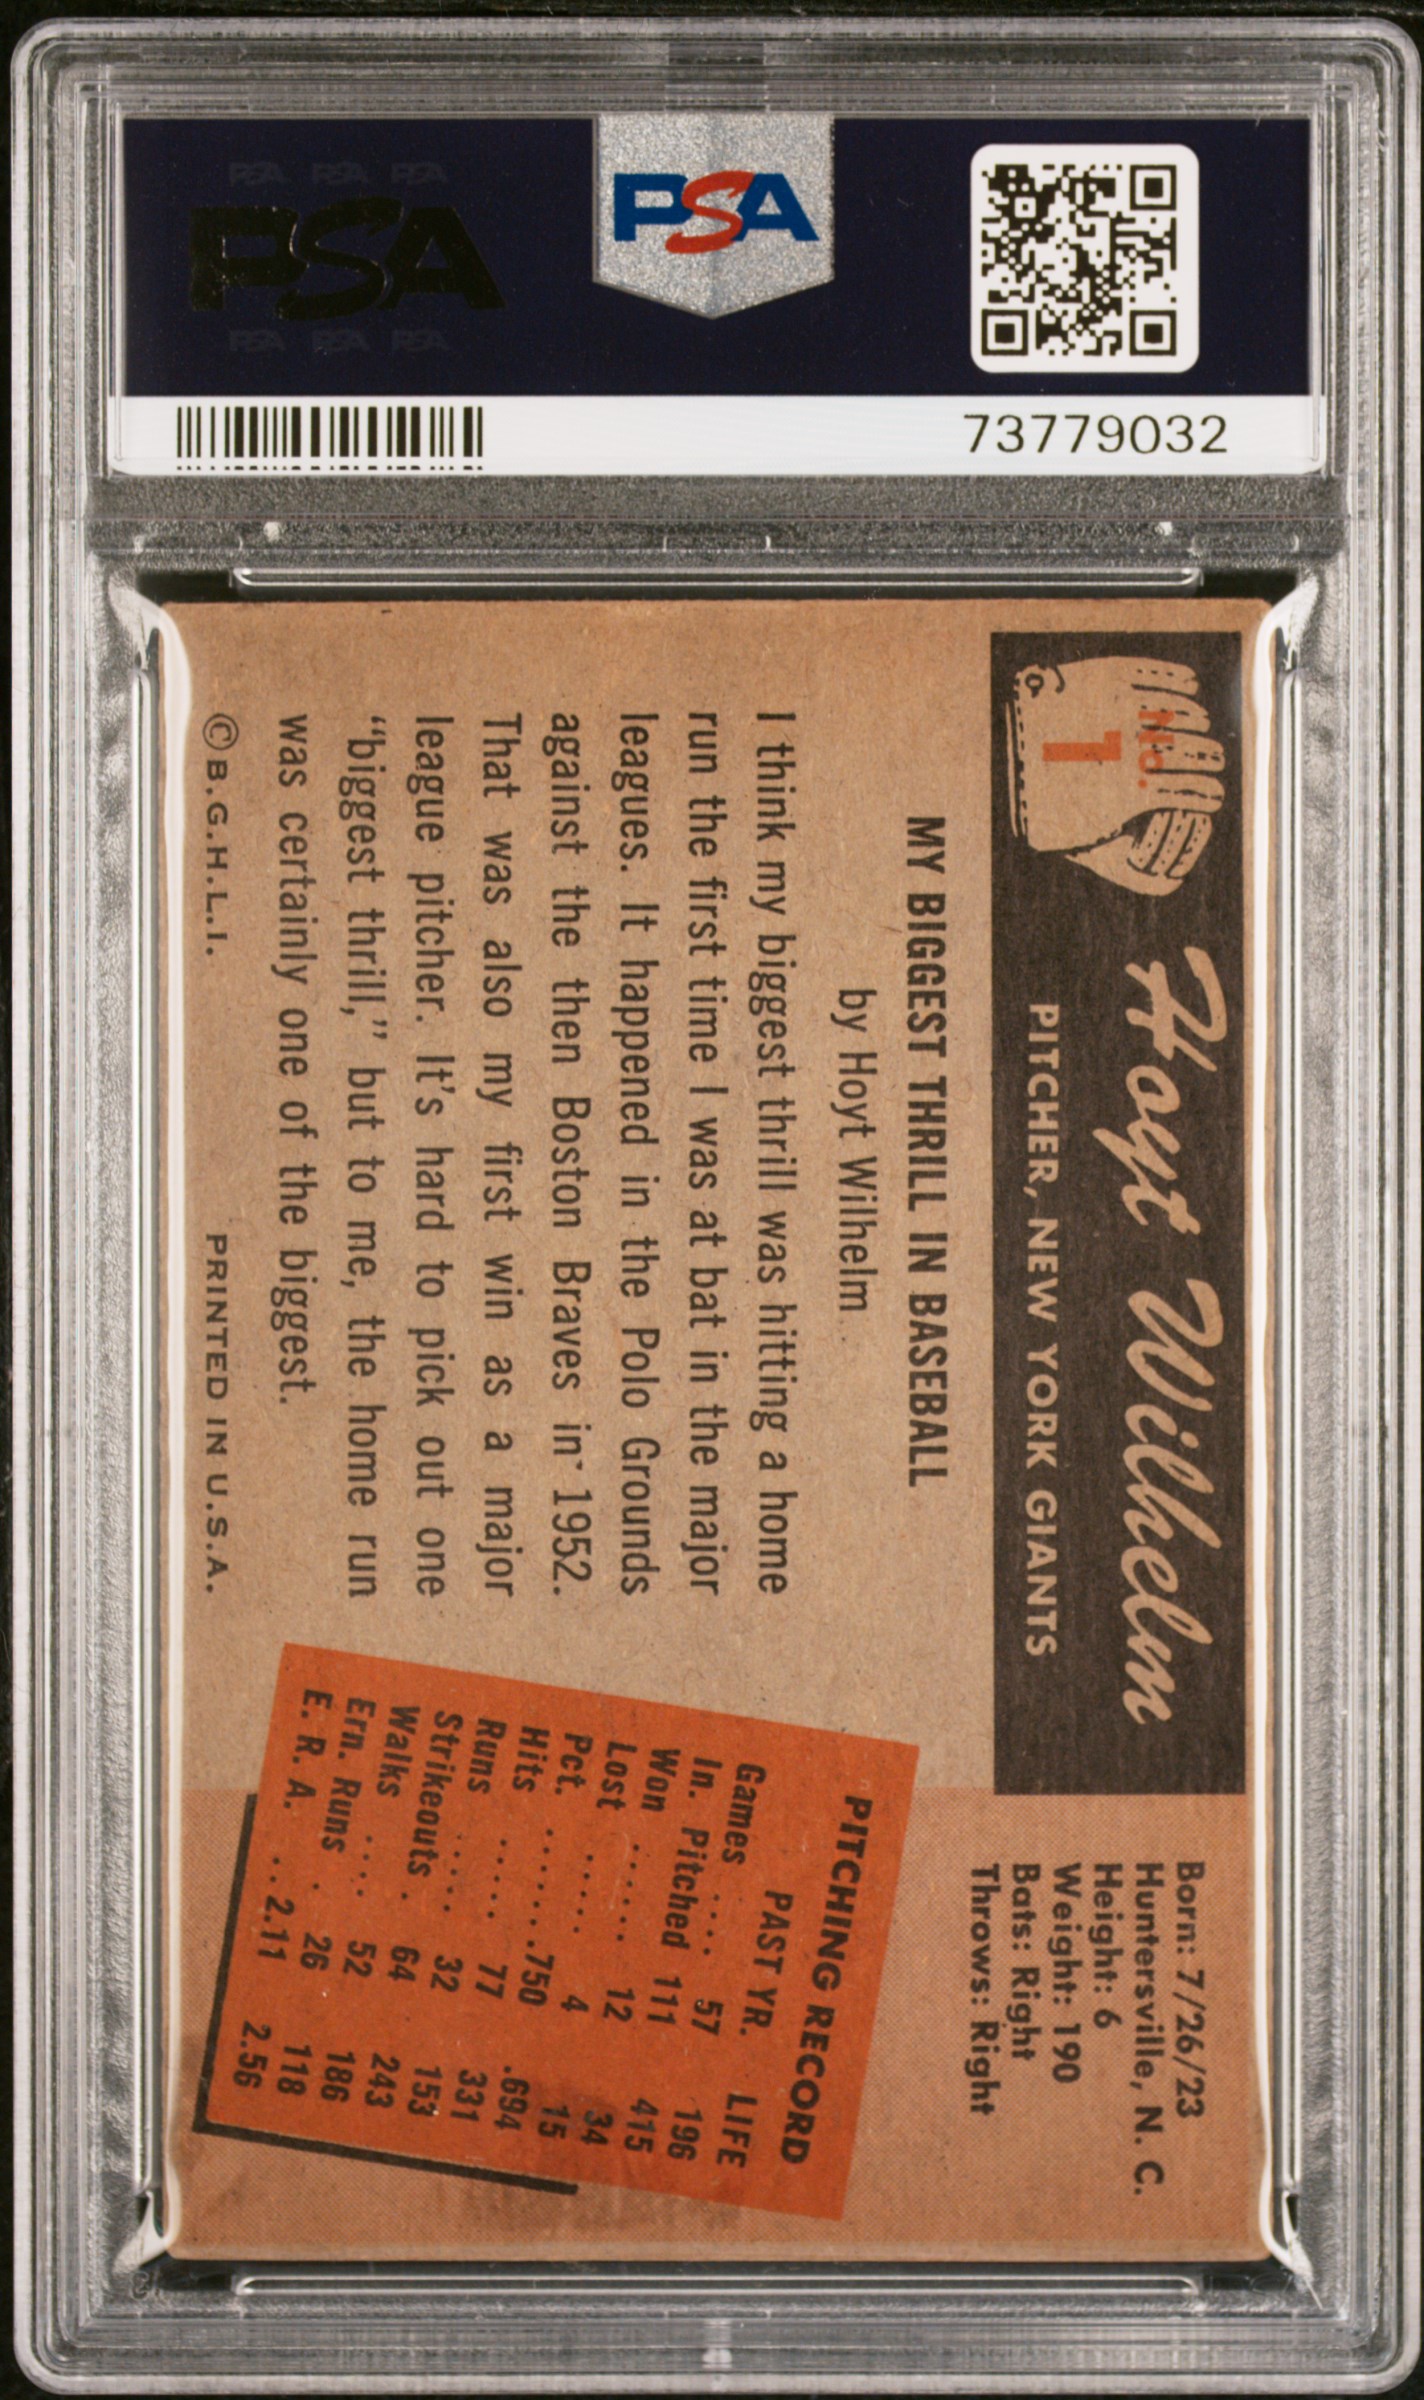 PSA PSA PSA
PSA
PSA PSA PSA
PSA
73779032
No.
1
Hoyt Wilhelm
PITCHER, NEW YORK GIANTS
Born: 7/26/23
Huntersville, N. C.
Height: 6
Weight: 190
Bats: Right
Throws: Right
MY BIGGEST THRILL IN BASEBALL
by Hoyt Wilhelm
I think my biggest thrill was hitting a home
run the first time I was at bat in the major
leagues. It happened in the Polo Grounds
against the then Boston Braves in 1952.
That was also my first win as a major
league pitcher. It's hard to pick out one
“biggest thrill,” but to me, the home run
was certainly one of the biggest.
© B.G.H.L.I. PRINTED IN U.S.A.
PITCHING RECORD
PAST YR. LIFE
Games .... 57 196
In. Pitched 111 415
Won ...... 12 34
Lost ..... 4 15
Pct. .......750 .694
Hits ..... 77 331
Runs ..... 32 153
Strikeouts . 64 243
Walks .... 52 186
Ern. Runs . 26 118
E. R. A. ..2.11 2.56